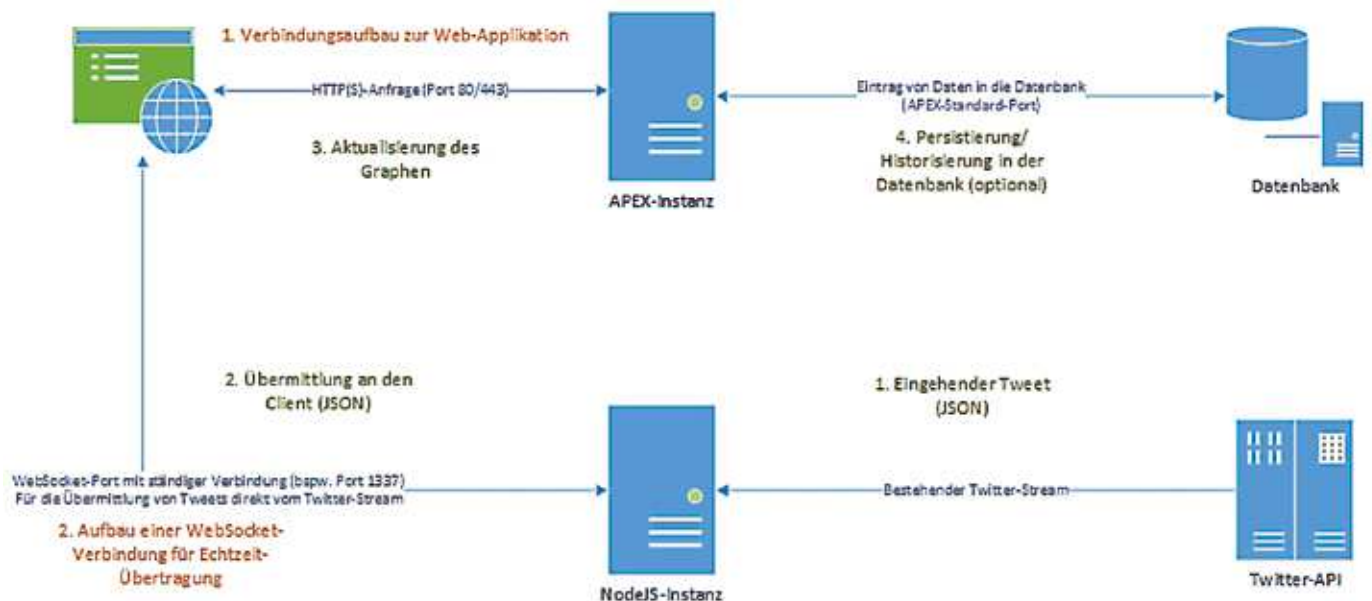 1. Verbindungsaufbau zur Web-Applikation
HTTP(S)-Anfrage (Port 80/443)
3. Aktualisierung des
Graphen
APEX-Instanz
Eintrag von Daten in die Datenbank
(APEX-Standard-Port)
4. Persistierung/
Historisierung in der
Datenbank (optional)
Datenbank
2. Übermittlung an den
Client (JSON)
1. Eingehender Tweet
(JSON)
WebSocket-Port mit ständiger Verbindung (bspw. Port 1337)
Für die Übermittlung von Tweets direkt vom Twitter-Stream
Bestehender Twitter-Stream
2. Aufbau einer WebSocket-
Verbindung für Echtzeit-
Übertragung
NodeJS-Instanz
Twitter-API